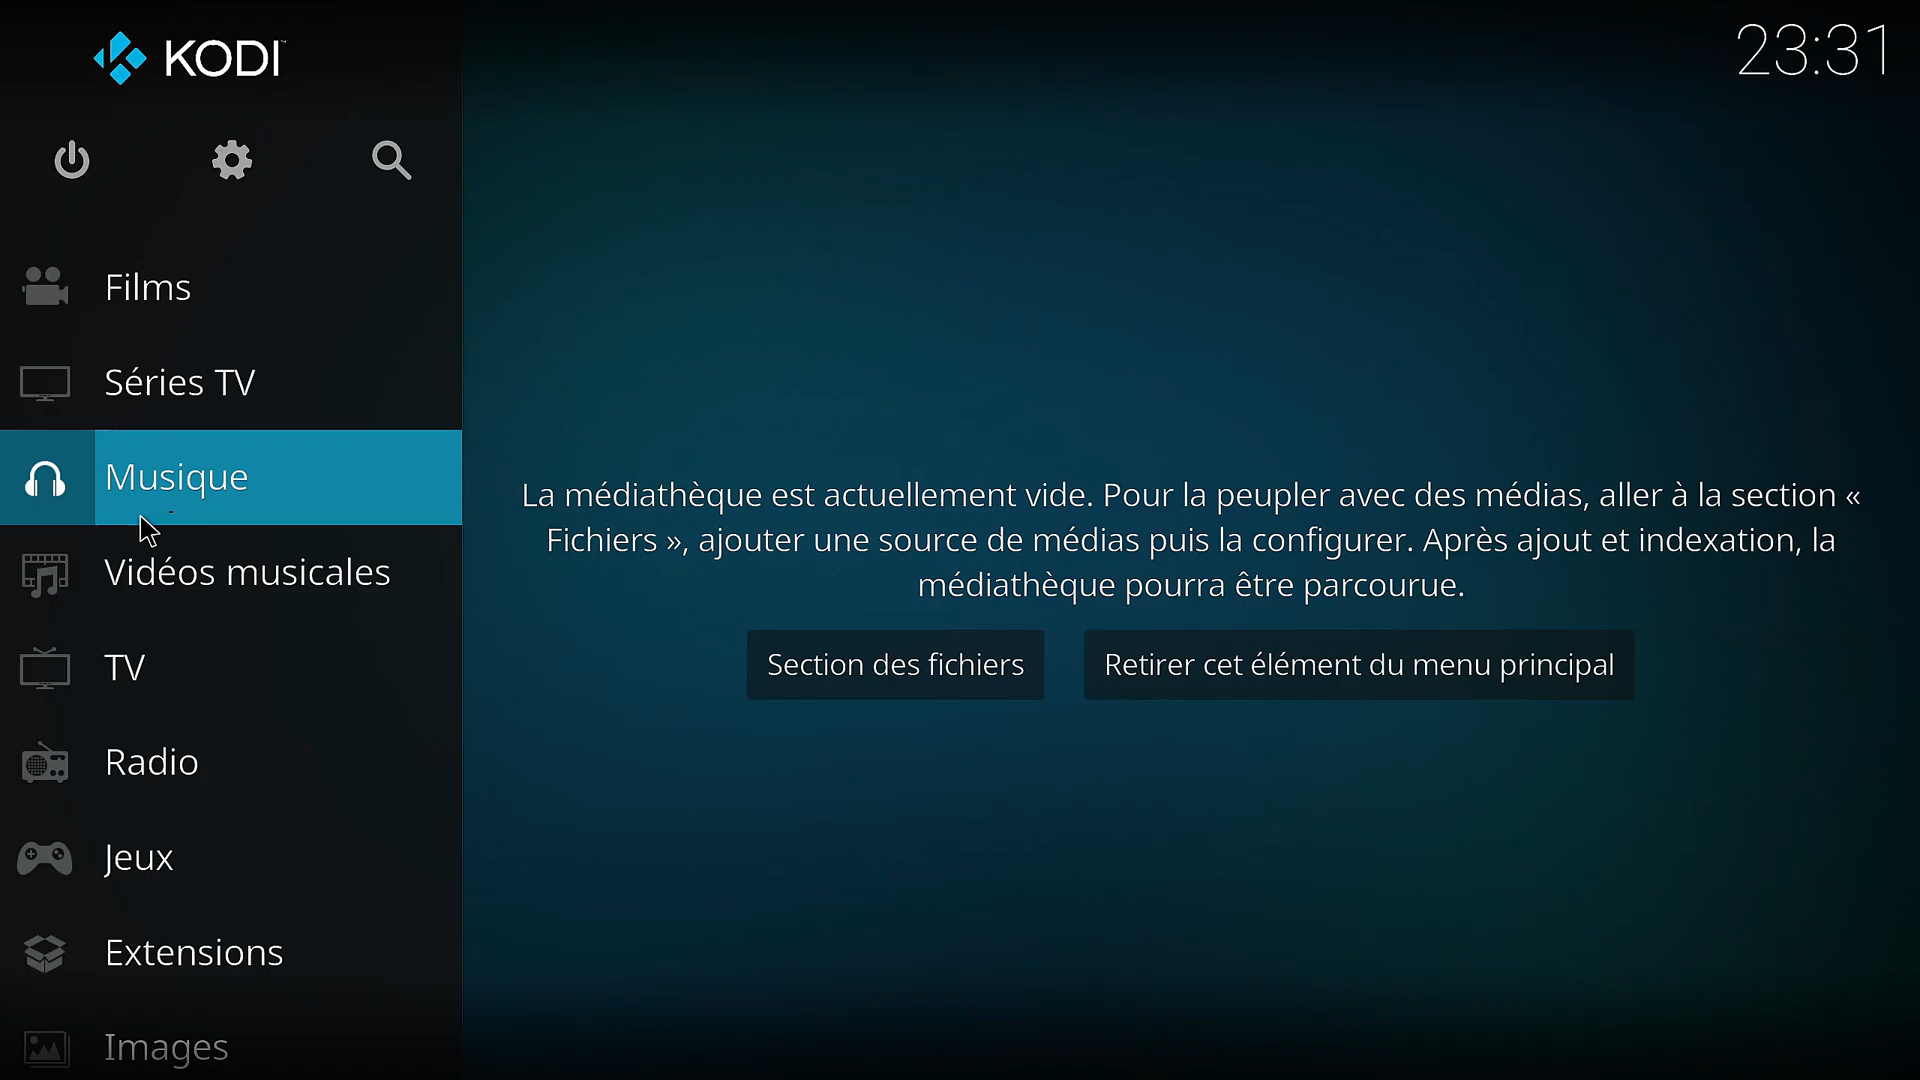 KODI
23:31
Films
Séries TV
Musique
Vidéos musicales
TV
Radio
Jeux
Extensions
Images
La médiathèque est actuellement vide. Pour la peupler avec des médias, aller à la section «
Fichiers », ajouter une source de médias puis la configurer. Après ajout et indexation, la
médiathèque pourra être parcourue.
Section des fichiers
Retirer cet élément du menu principal